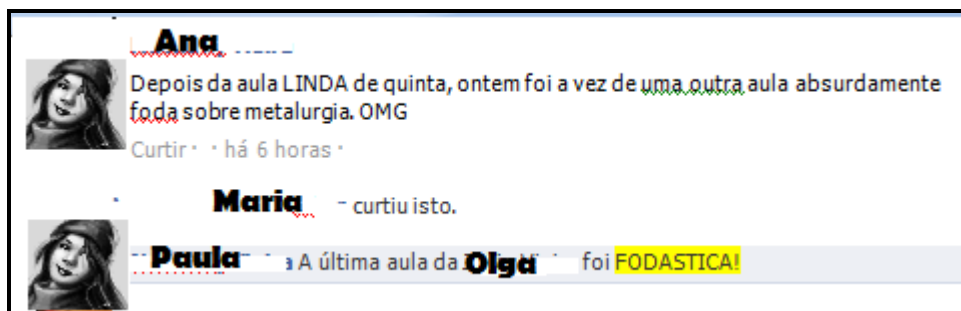 Ana
Depois da aula LINDA de quinta, ontem foi a vez de uma outra aula absurdamente
foda sobre metalurgia. OMG
Curtir · · há 6 horas ·
Maria curtiu isto.
Paula A última aula da Olga foi FODASTICA!